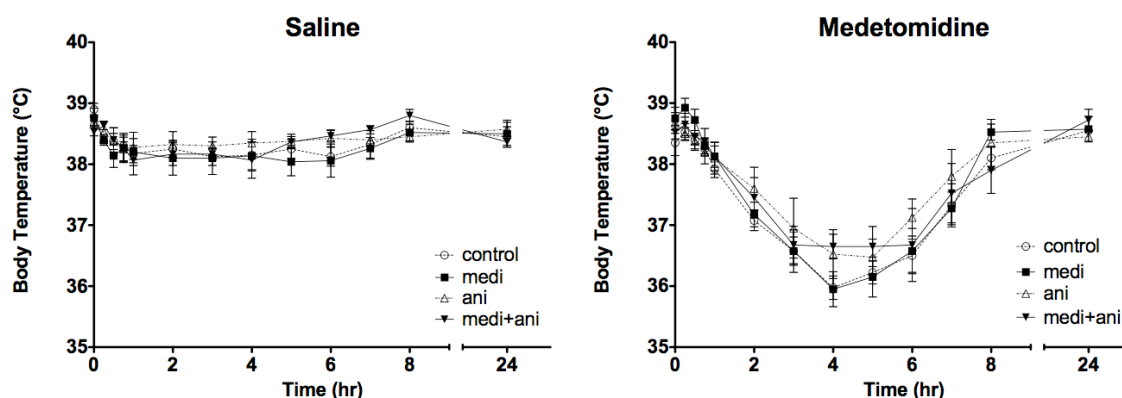 Saline
Body Temperature (°C)
40
39
38
37
36
35
control
medi
ani
medi+ani
0 2 4 6 8 24
Time (hr)
Medetomidine
Body Temperature (°C)
40
39
38
37
36
35
control
medi
ani
medi+ani
0 2 4 6 8 24
Time (hr)